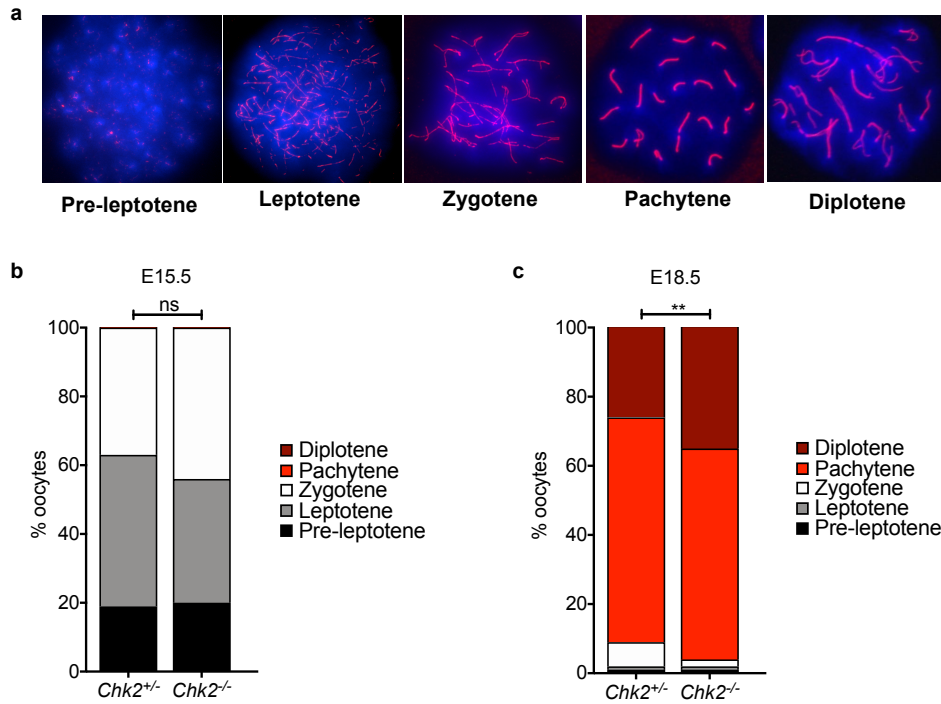 a
Pre-leptotene Leptotene Zygotene Pachytene Diplotene
b
E15.5
ns
100
80
60
40
20
0
% oocytes
Chk2+/- Chk2-/-
Diplotene
Pachytene
Zygotene
Leptotene
Pre-leptotene
c
E18.5
**
100
80
60
40
20
0
% oocytes
Chk2+/- Chk2-/-
Diplotene
Pachytene
Zygotene
Leptotene
Pre-leptotene